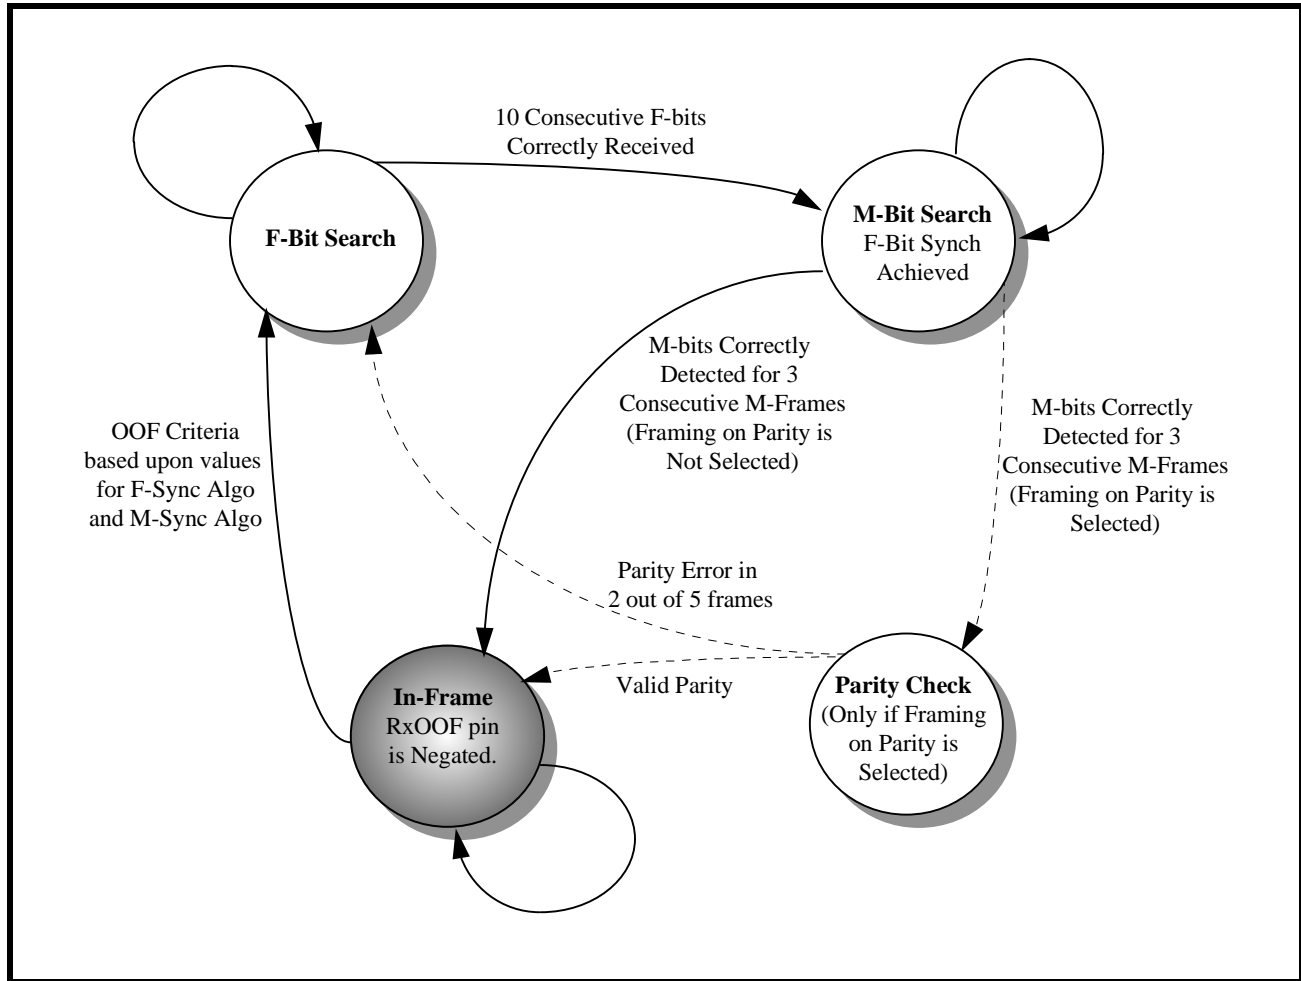 10 Consecutive F-bits
Correctly Received
F-Bit Search
M-Bit Search
F-Bit Synch
Achieved
M-bits Correctly
Detected for 3
Consecutive M-Frames
(Framing on Parity is
Not Selected)
M-bits Correctly
Detected for 3
Consecutive M-Frames
(Framing on Parity is
Selected)
OOF Criteria
based upon values
for F-Sync Algo
and M-Sync Algo
Parity Error in
2 out of 5 frames
Valid Parity
In-Frame
RxOOF pin
is Negated.
Parity Check
(Only if Framing
on Parity is
Selected)